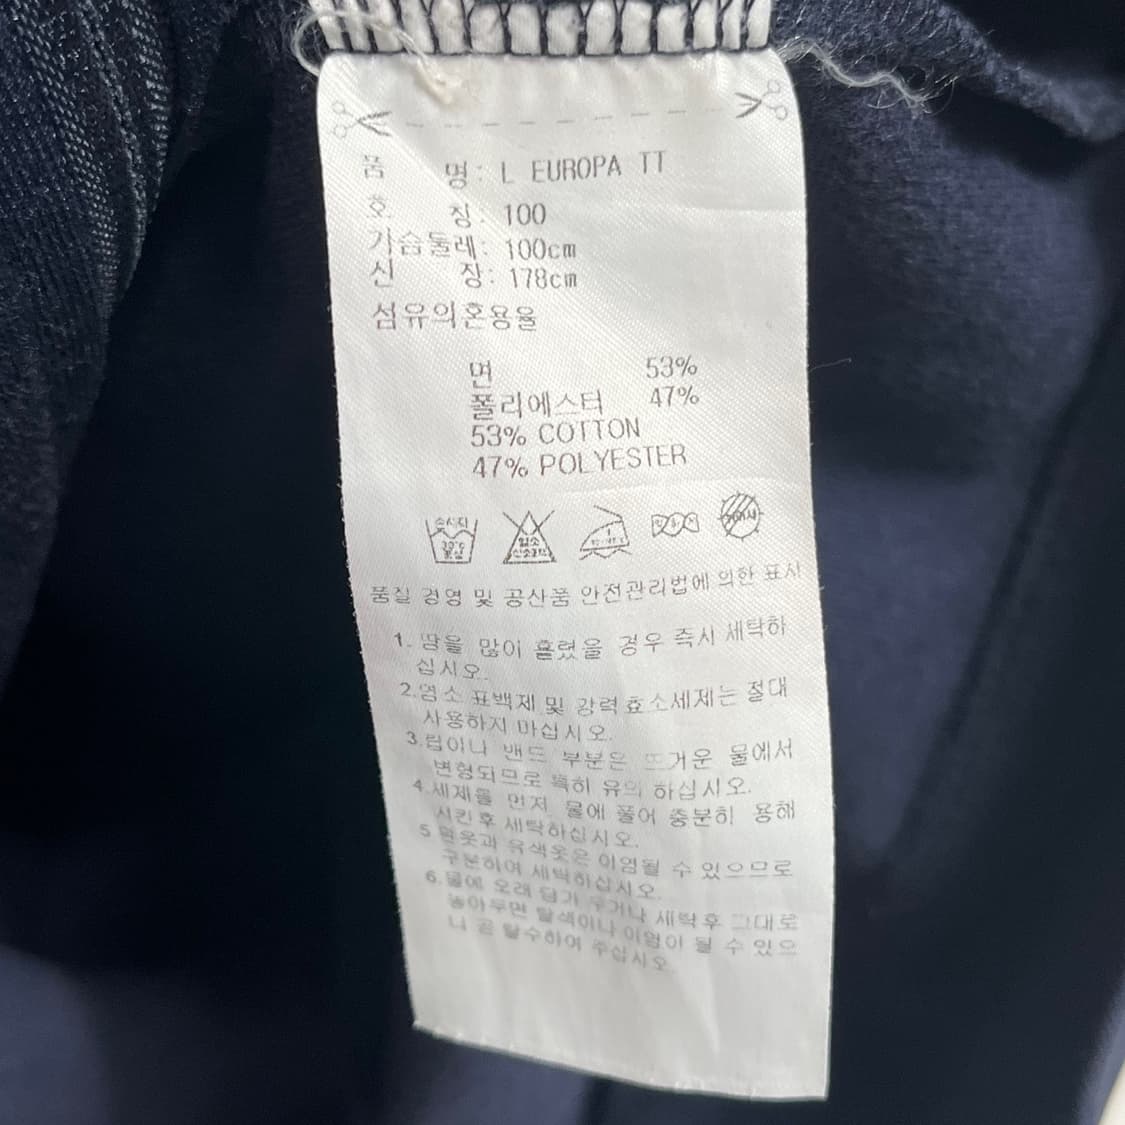 품 명: L EUROPA TT
호 칭: 100
가슴둘레: 100cm
신 장: 178cm
섬유의혼용율
면 53%
폴리에스터 47%
53% COTTON
47% POLYESTER
손세탁
30℃
중성
염소
드라이
품질 경영 및 공산품 안전관리법에 의한 표시
1. 땀을 많이 흘렸을 경우 즉시 세탁하
십시오.
2.염소 표백제 및 강력효소세제는 절대
사용하지 마십시오.
3.립이나 밴드 부분은 뜨거운 물에서
변형되므로 특히 유의 하십시오.
4.세제를 먼저 물에 풀어 충분히 용해
시킨후 세탁하십시오.
5 흰옷과 유색옷은 이염될 수 있으므로
구분하여 세탁하십시오.
6.물에 오래 담가 두거나 세탁후 그대로
놓아두면 탈색이나 이염이 될 수 있으
니 곧 탈수하여 주십시오